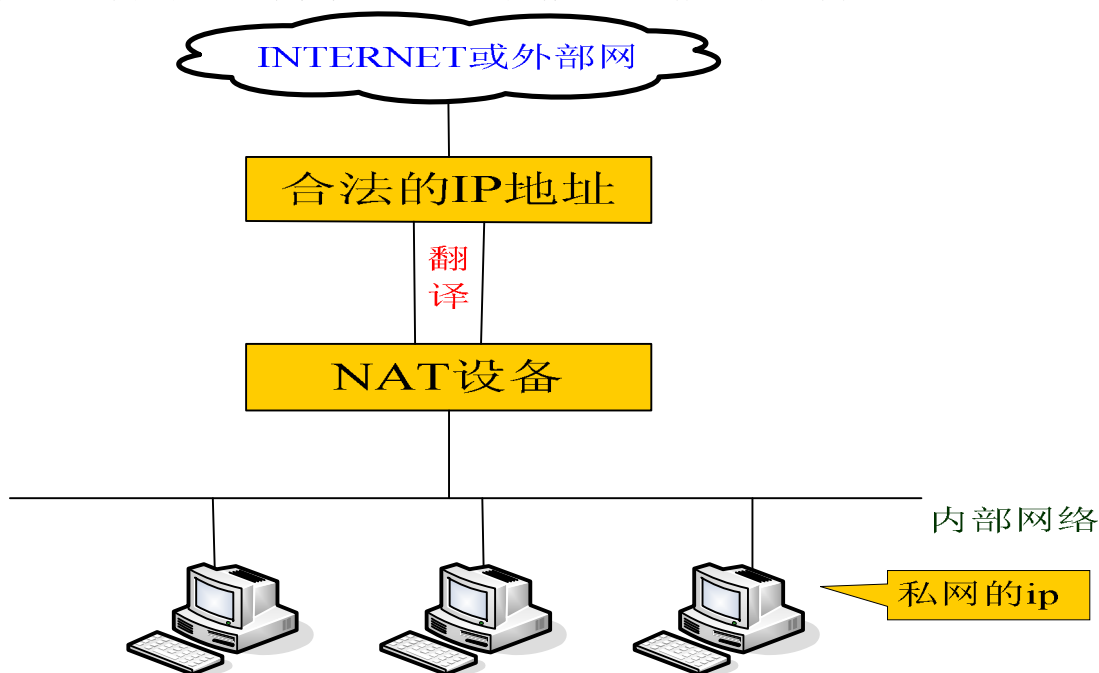 INTERNET或外部网
合法的IP地址
翻
译
NAT设备
内部网络
私网的ip